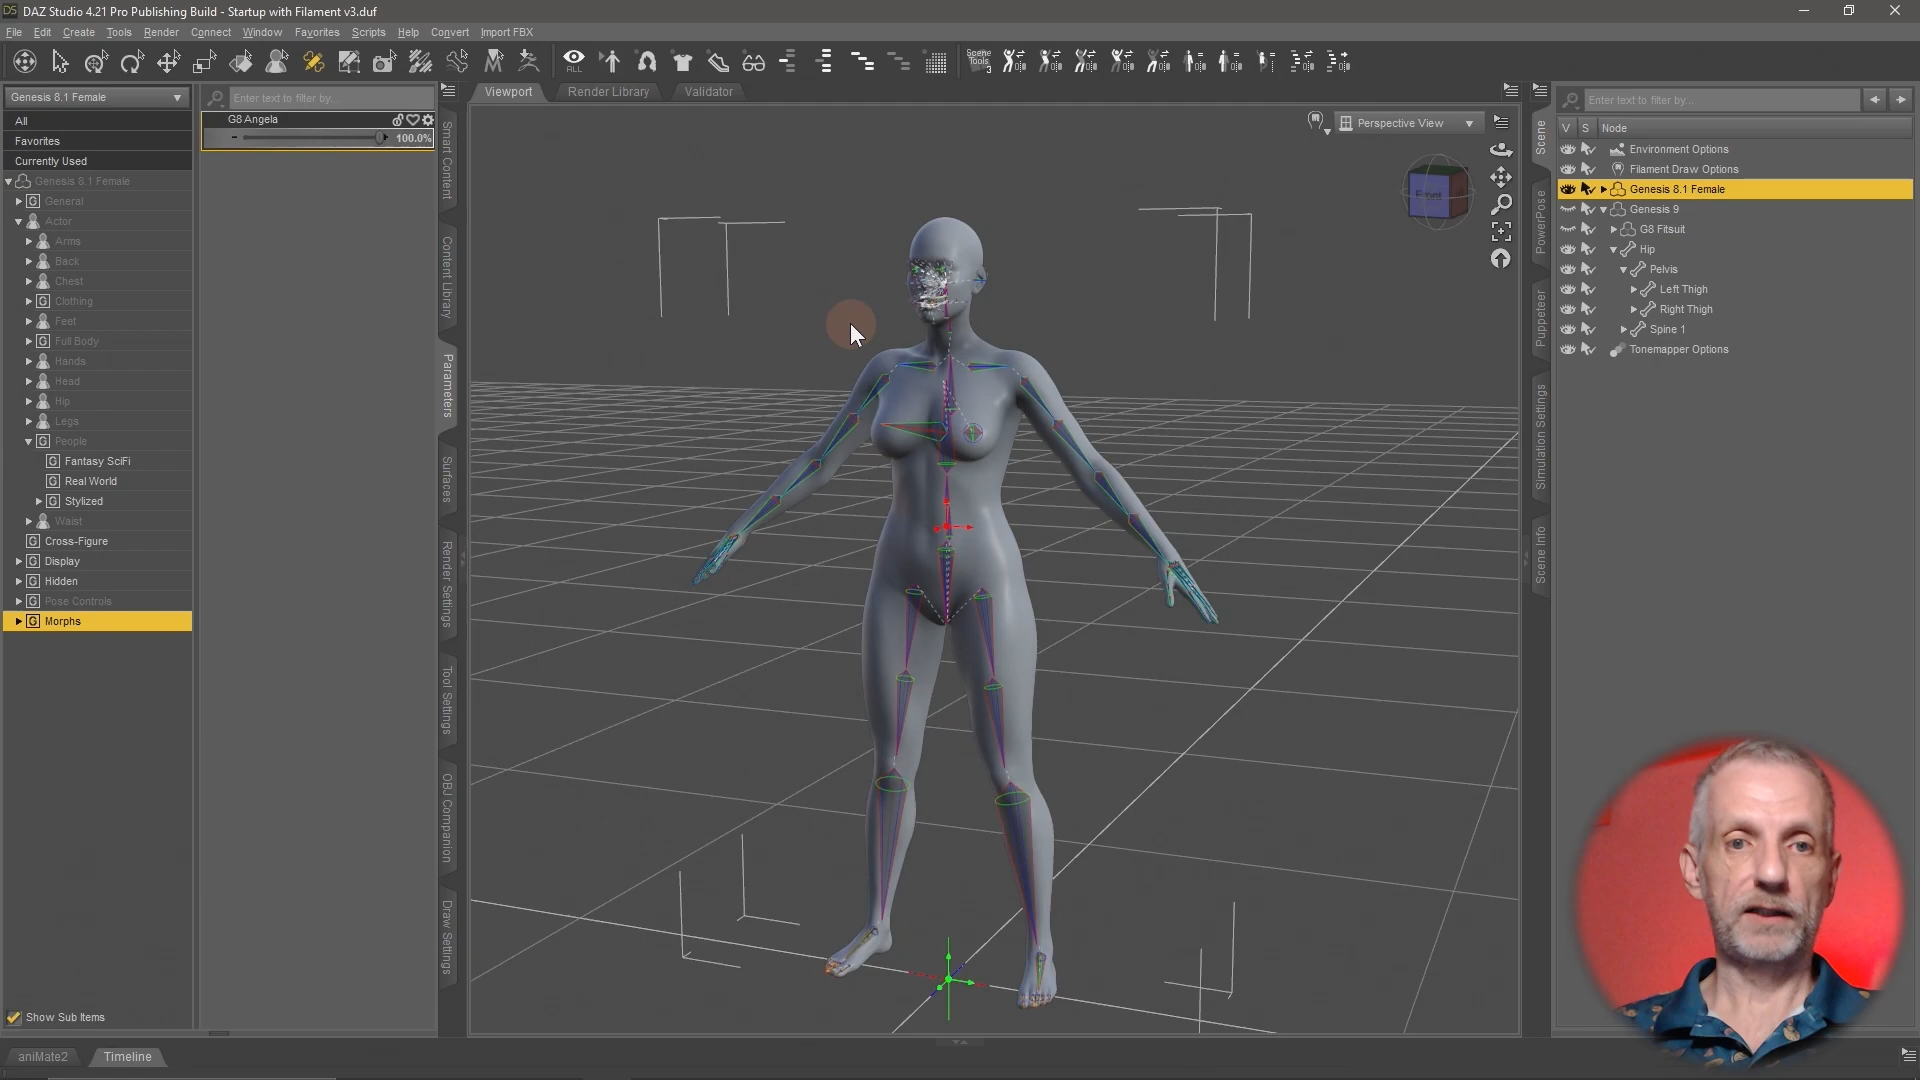 DAZ Studio 4.21 Pro Publishing Build - Startup with Filament v3.duf
File Edit Create Tools Render Connect Window Favorites Scripts Help Convert Import FBX
ALL
Scene
Tools
3
Genesis 8.1 Female
Enter text to filter by...
All
Favorites
Currently Used
Genesis 8.1 Female
General
Actor
Arms
Back
Chest
Clothing
Feet
Full Body
Hands
Head
Hip
Legs
People
Fantasy SciFi
Real World
Stylized
Waist
Cross-Figure
Display
Hidden
Pose Controls
Morphs
Show Sub Items
G8 Angela
100.0%
Smart Content
Content Library
Parameters
Surfaces
Render Settings
Tool Settings
OBJ Companion
Draw Settings
Viewport
Render Library
Validator
Perspective View
Front
Scene
PowerPose
Puppeteer
Simulation Settings
Scene Info
Enter text to filter by...
V S Node
Environment Options
Filament Draw Options
Genesis 8.1 Female
Genesis 9
G8 Fitsuit
Hip
Pelvis
Left Thigh
Right Thigh
Spine 1
Tonemapper Options
aniMate2
Timeline